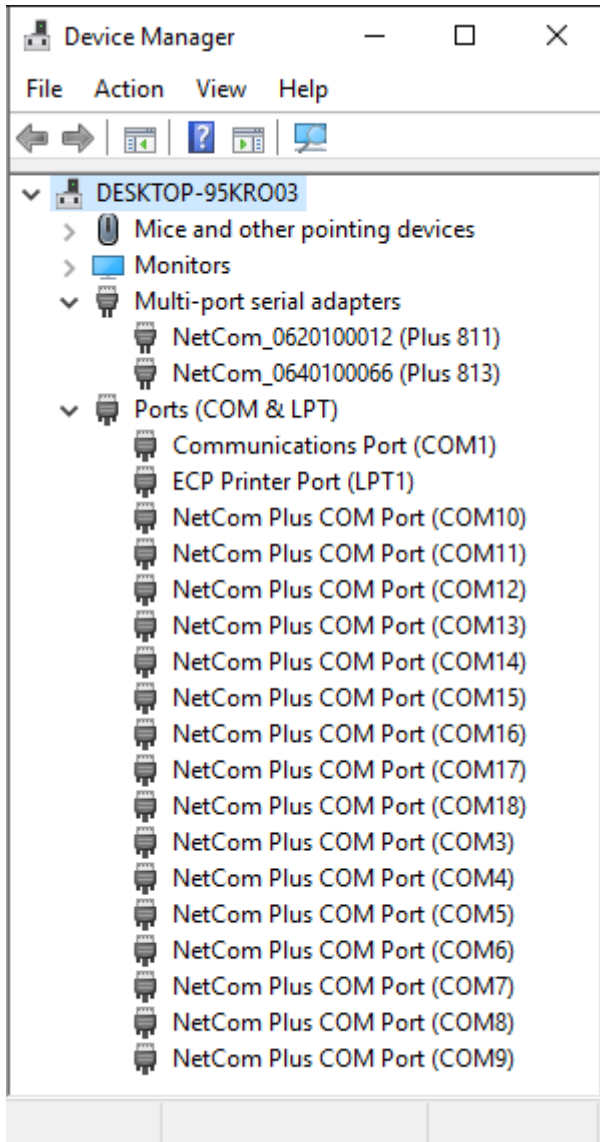 Device Manager
File Action View Help
DESKTOP-95KRO03
Mice and other pointing devices
Monitors
Multi-port serial adapters
NetCom_0620100012 (Plus 811)
NetCom_0640100066 (Plus 813)
Ports (COM & LPT)
Communications Port (COM1)
ECP Printer Port (LPT1)
NetCom Plus COM Port (COM10)
NetCom Plus COM Port (COM11)
NetCom Plus COM Port (COM12)
NetCom Plus COM Port (COM13)
NetCom Plus COM Port (COM14)
NetCom Plus COM Port (COM15)
NetCom Plus COM Port (COM16)
NetCom Plus COM Port (COM17)
NetCom Plus COM Port (COM18)
NetCom Plus COM Port (COM3)
NetCom Plus COM Port (COM4)
NetCom Plus COM Port (COM5)
NetCom Plus COM Port (COM6)
NetCom Plus COM Port (COM7)
NetCom Plus COM Port (COM8)
NetCom Plus COM Port (COM9)